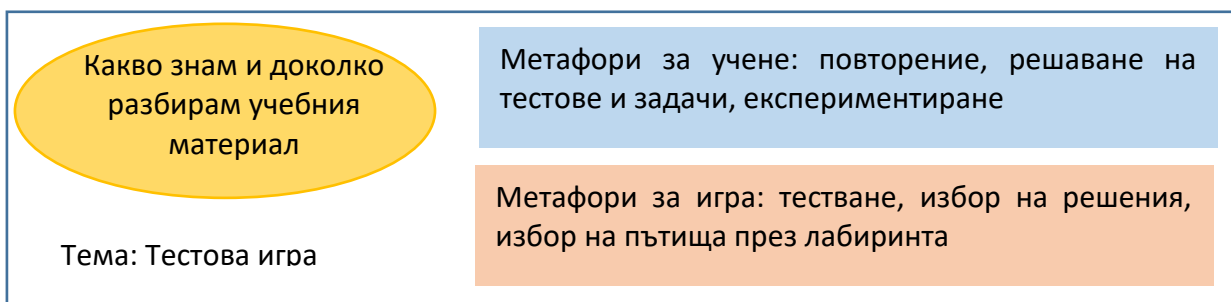 Какво знам и доколко
разбирам учебния
материал
Тема: Тестова игра
Метафори за учене: повторение, решаване на
тестове и задачи, експериментиране
Метафори за игра: тестване, избор на решения,
избор на пътища през лабиринта